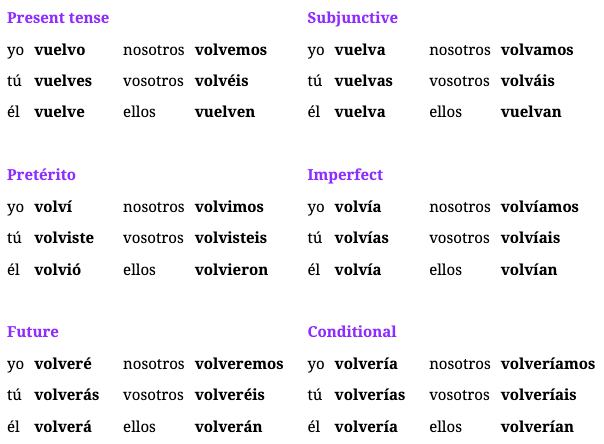 Present tense
yo vuelvo nosotros volvemos
tú vuelves vosotros volvéis
él vuelve ellos vuelven
Subjunctive
yo vuelva nosotros volvamos
tú vuelvas vosotros volváis
él vuelva ellos vuelvan
Pretérito
yo volví nosotros volvimos
tú volviste vosotros volvisteis
él volvió ellos volvieron
Imperfect
yo volvía nosotros volvíamos
tú volvías vosotros volvíais
él volvía ellos volvían
Future
yo volveré nosotros volveremos
tú volverás vosotros volveréis
él volverá ellos volverán
Conditional
yo volvería nosotros volveríamos
tú volverías vosotros volveríais
él volvería ellos volverían